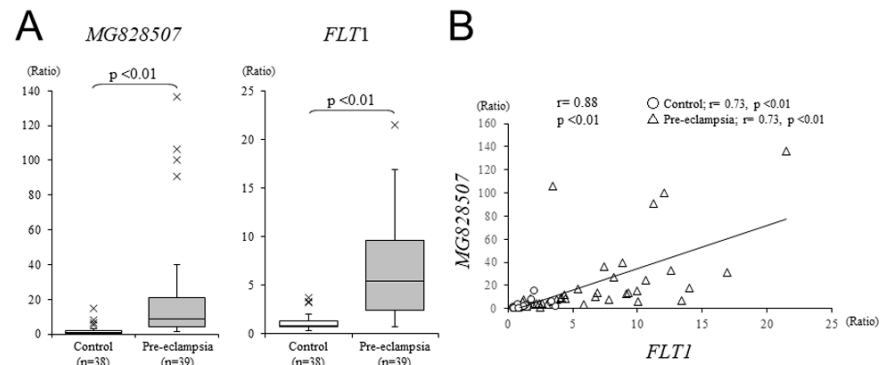 A
MG828507
(Ratio)
p <0.01
140
120
100
80
60
40
20
0
Control
(n=38)
Pre-eclampsia
(n=39)
FLT1
(Ratio)
p <0.01
25
20
15
10
5
0
Control
(n=38)
Pre-eclampsia
(n=39)
B
(Ratio)
r= 0.88
p <0.01
Control; r= 0.73, p <0.01
Pre-eclampsia; r= 0.73, p <0.01
MG828507
160
140
120
100
80
60
40
20
0
0
5
10
15
20
25
(Ratio)
FLT1